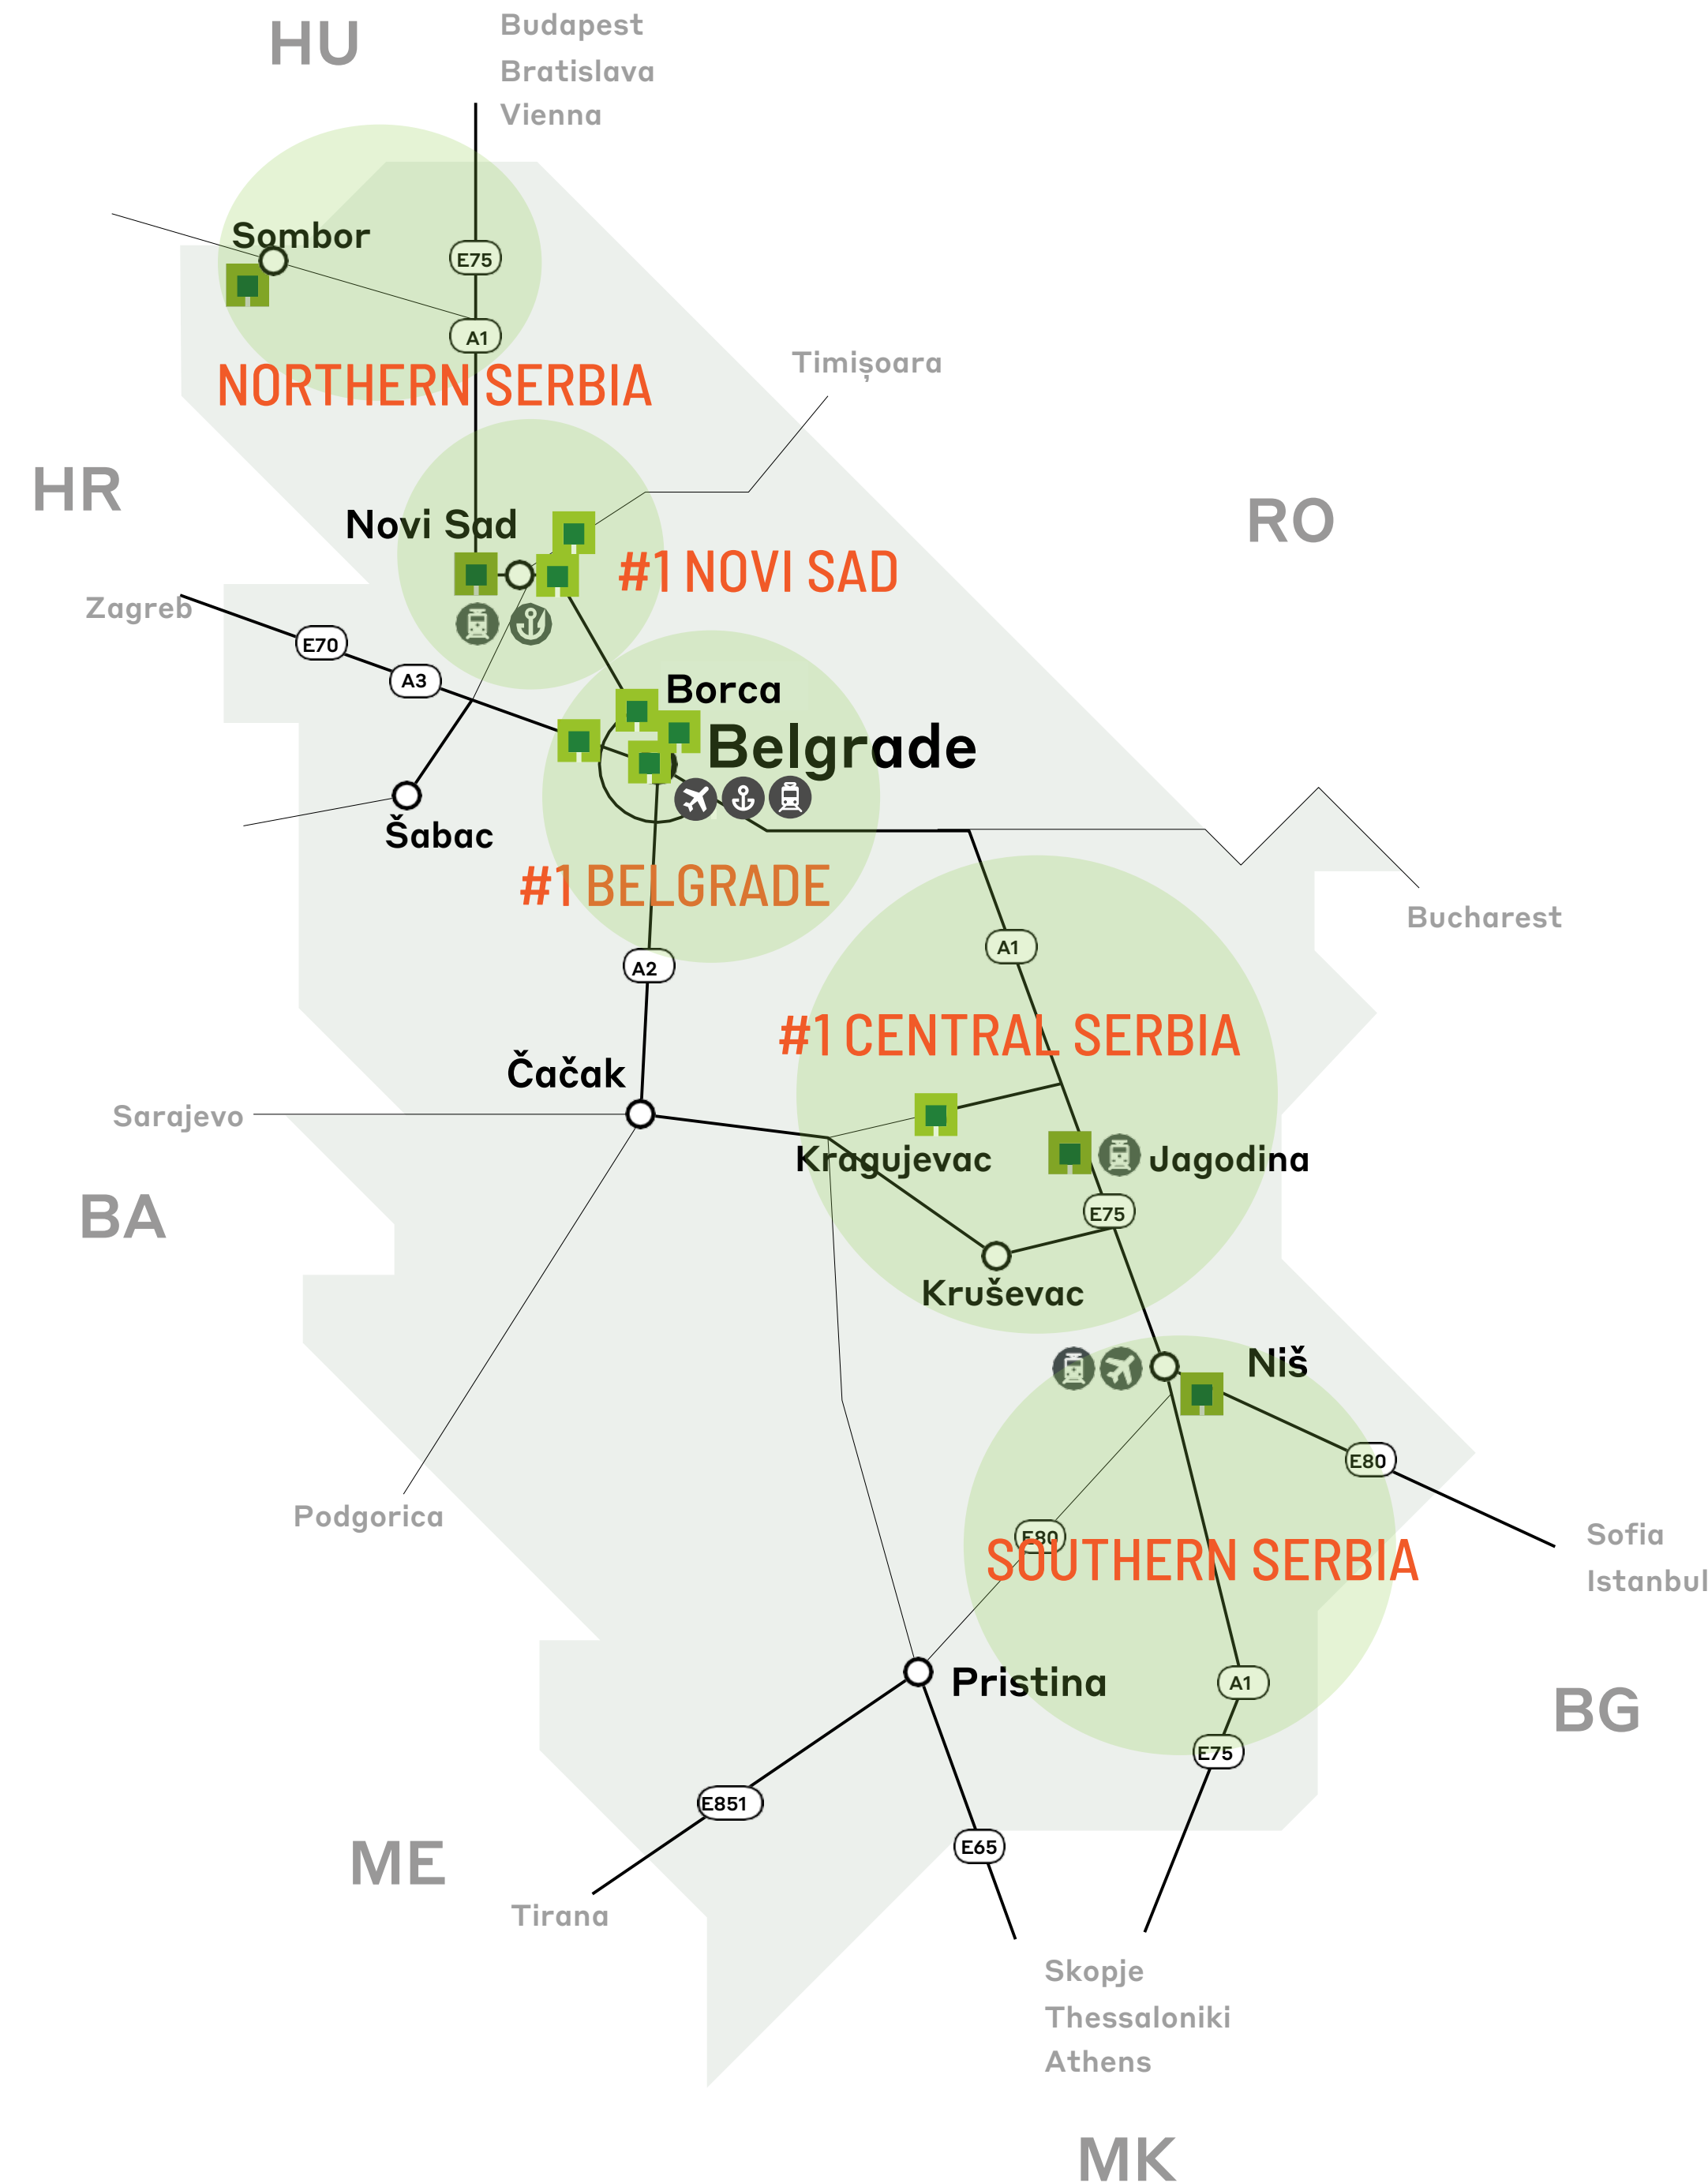 HU
Budapest
Bratislava
Vienna
Sombor
E75
A1
NORTHERN SERBIA
Timișoara
HR
RO
Novi Sad
#1 NOVI SAD
Zagreb
E70
A3
Borca
Belgrade
Šabac
#1 BELGRADE
Bucharest
A1
A2
#1 CENTRAL SERBIA
Čačak
Sarajevo
Kragujevac
Jagodina
BA
E75
Kruševac
Niš
E80
Podgorica
E80
SOUTHERN SERBIA
Sofia
Istanbul
Pristina
A1
BG
E75
E851
E65
ME
Tirana
Skopje
Thessaloniki
Athens
MK